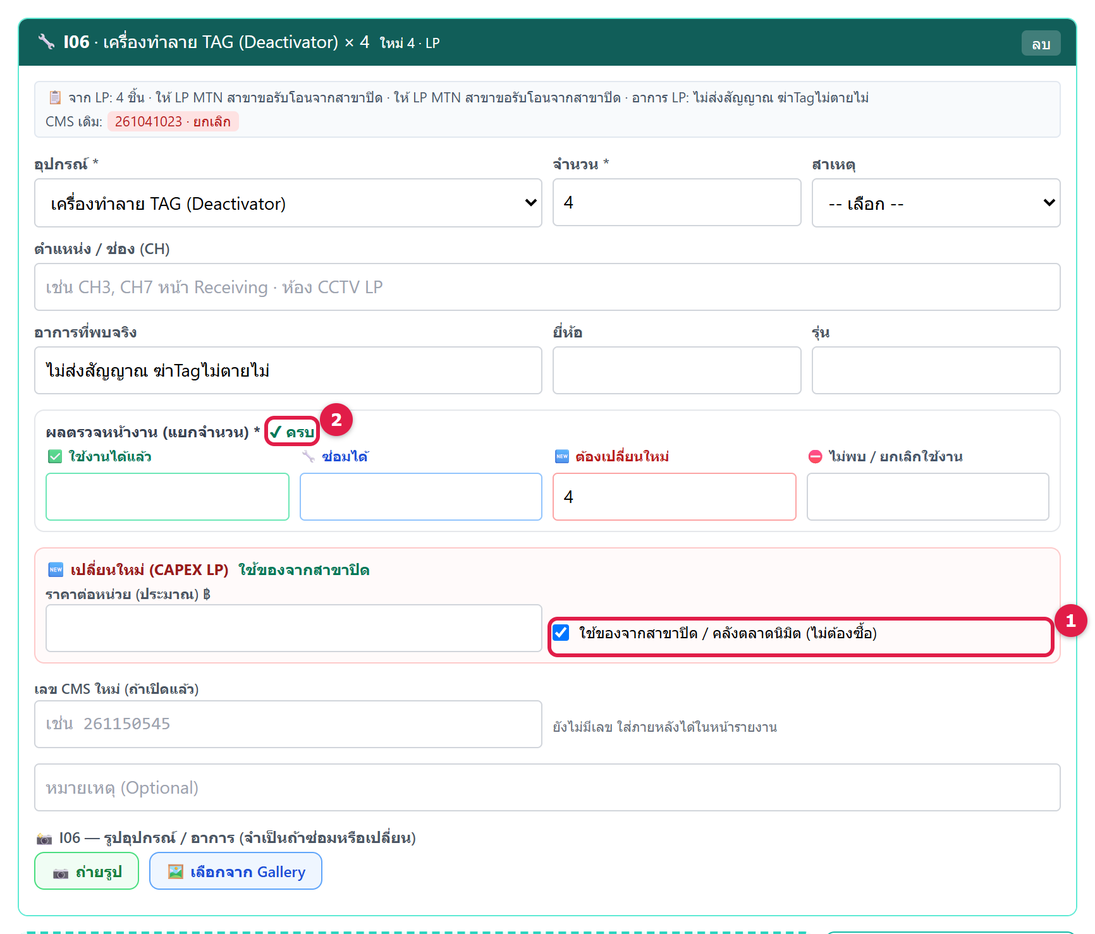 I06 · เครื่องทำลาย TAG (Deactivator) × 4 ใหม่ 4 · LP
ลบ
จาก LP: 4 ชิ้น · ให้ LP MTN สาขาขอรับโอนจากสาขาปิด · ให้ LP MTN สาขาขอรับโอนจากสาขาปิด · อาการ LP: ไม่ส่งสัญญาณ ฆ่าTagไม่ตายไม่
CMS เดิม: 261041023 · ยกเลิก
อุปกรณ์ * จำนวน * สาเหตุ
เครื่องทำลาย TAG (Deactivator) 4 -- เลือก --
ตำแหน่ง / ช่อง (CH)
เช่น CH3, CH7 หน้า Receiving · ห้อง CCTV LP
อาการที่พบจริง ยี่ห้อ รุ่น
ไม่ส่งสัญญาณ ฆ่าTagไม่ตายไม่
ผลตรวจหน้างาน (แยกจำนวน) * ✓ ครบ 2
ใช้งานได้แล้ว ซ่อมได้ NEW ต้องเปลี่ยนใหม่ ไม่พบ / ยกเลิกใช้งาน
4
NEW เปลี่ยนใหม่ (CAPEX LP) ใช้ของจากสาขาปิด
ราคาต่อหน่วย (ประมาณ) ฿
ใช้ของจากสาขาปิด / คลังตลาดนิมิต (ไม่ต้องซื้อ) 1
เลข CMS ใหม่ (ถ้าเปิดแล้ว)
เช่น 261150545 ยังไม่มีเลข ใส่ภายหลังได้ในหน้ารายงาน
หมายเหตุ (Optional)
I06 — รูปอุปกรณ์ / อาการ (จำเป็นถ้าซ่อมหรือเปลี่ยน)
ถ่ายรูป เลือกจาก Gallery